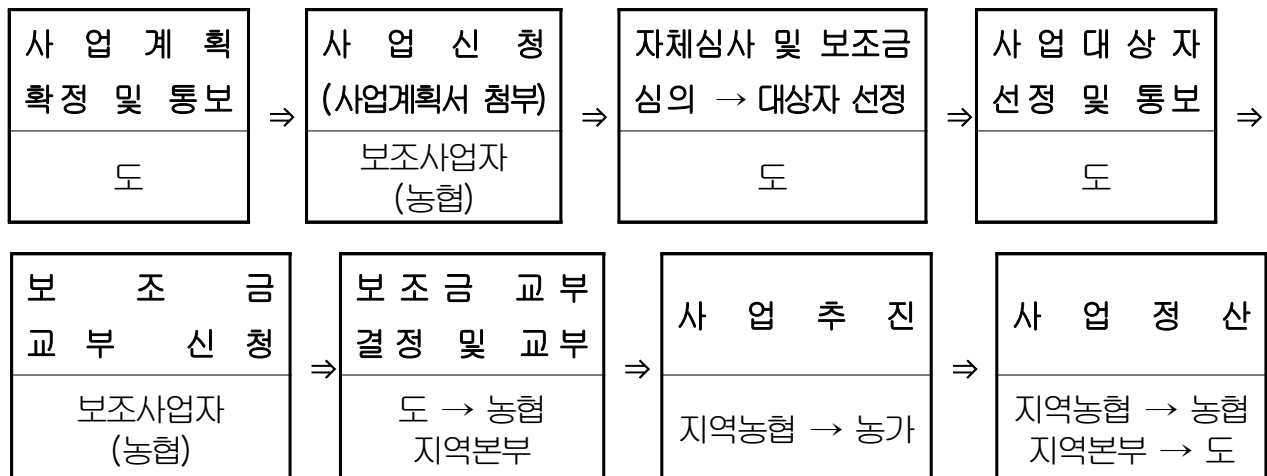 사 업 계 획
확정 및 통보
도
⇒
사 업 신 청
(사업계획서 첨부)
보조사업자
(농협)
⇒
자체심사 및 보조금
심의 → 대상자 선정
도
⇒
사 업 대 상 자
선정 및 통보
도
⇒
보 조 금
교 부 신 청
보조사업자
(농협)
⇒
보 조 금 교 부
결정 및 교부
도 → 농협
지역본부
⇒
사 업 추 진
지역농협 → 농가
⇒
사 업 정 산
지역농협 → 농협
지역본부 → 도